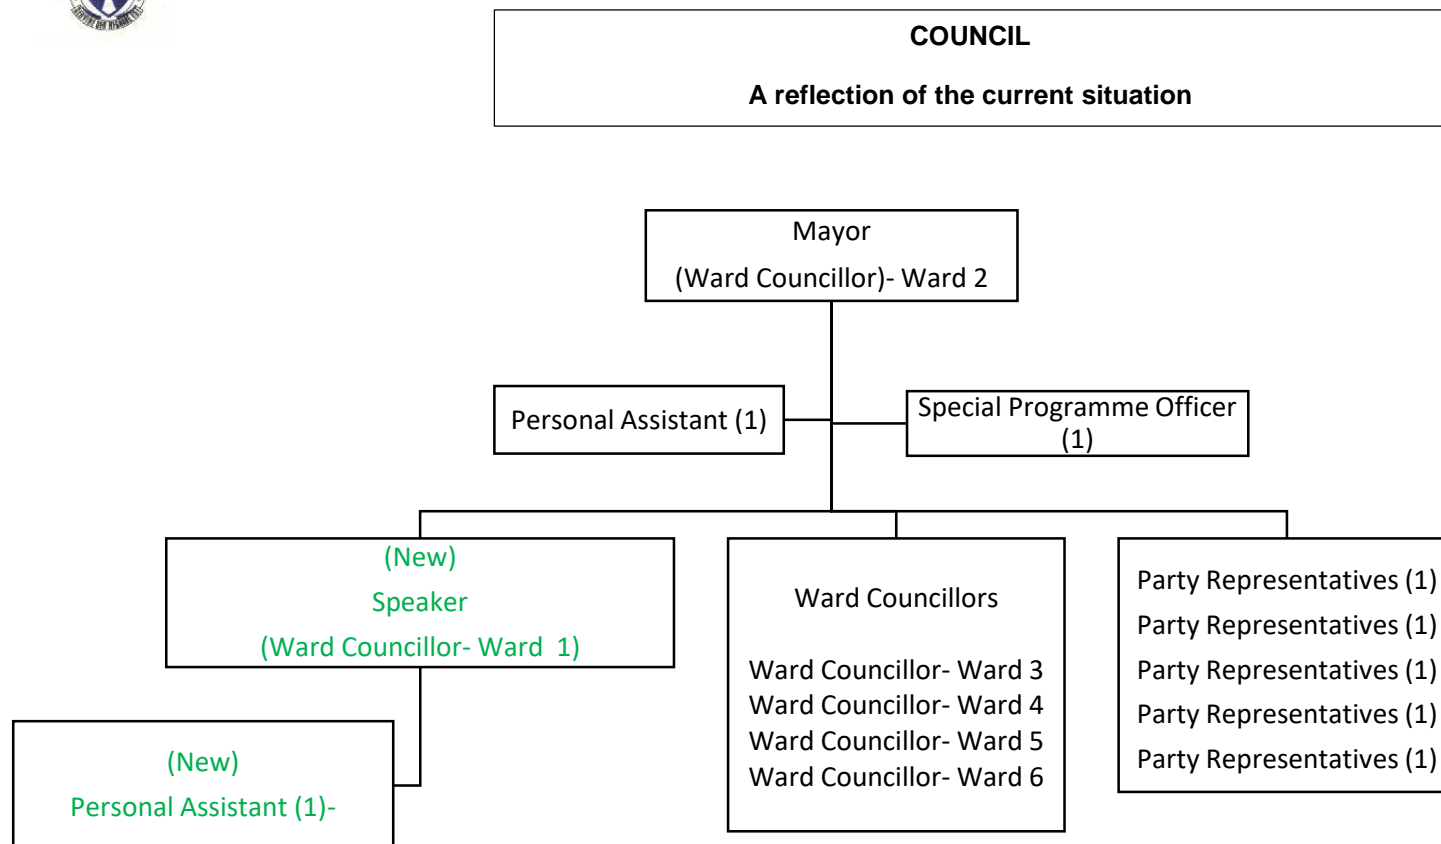 COUNCIL
A reflection of the current situation
Mayor
(Ward Councillor)- Ward 2
Personal Assistant (1)
Special Programme Officer
(1)
(New)
Speaker
(Ward Councillor- Ward  1)
Ward Councillors
Ward Councillor- Ward 3
Ward Councillor- Ward 4
Ward Councillor- Ward 5
Ward Councillor- Ward 6
Party Representatives (1)
Party Representatives (1)
Party Representatives (1)
Party Representatives (1)
Party Representatives (1)
(New)
Personal Assistant (1)-